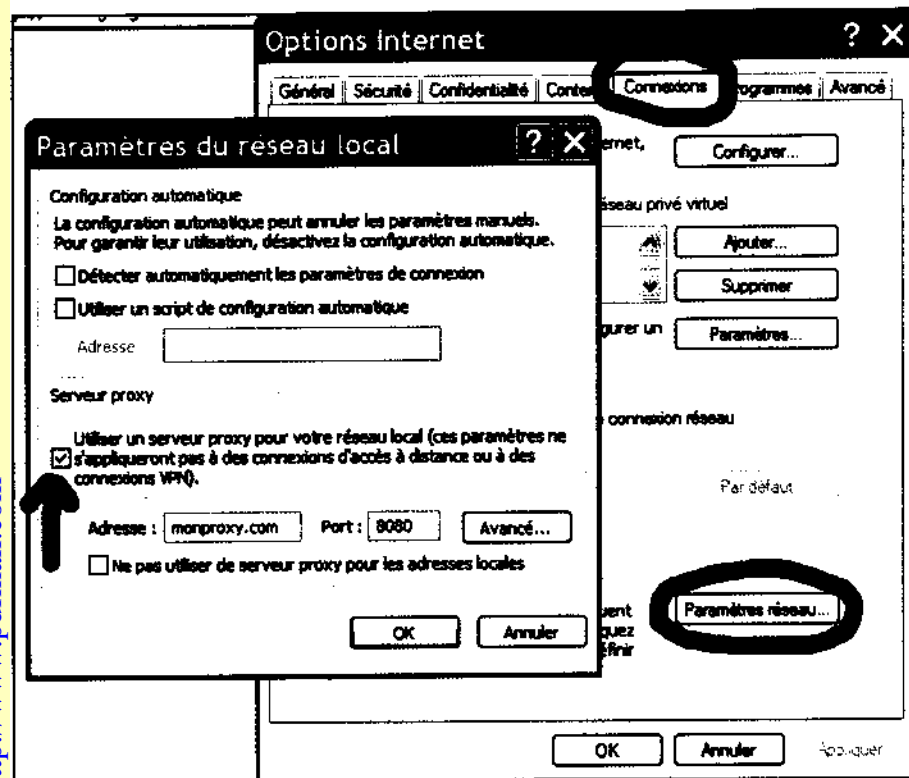 Options Internet
? X
Général Sécurité Confidentialité Conte Connexions ogrammes Avancé
Paramètres du réseau local
? X
Configuration automatique
La configuration automatique peut annuler les paramètres manuels.
Pour garantir leur utilisation, désactivez la configuration automatique.
Détecter automatiquement les paramètres de connexion
Utiliser un script de configuration automatique
Adresse
Serveur proxy
Utiliser un serveur proxy pour votre réseau local (ces paramètres ne
s'appliqueront pas à des connexions d'accès à distance ou à des
connexions VPN).
Adresse : monproxy.com Port : 8080 Avancé...
Ne pas utiliser de serveur proxy pour les adresses locales
OK Annuler
ernet,
Configurer...
éseau privé virtuel
Ajouter...
Supprimer
gurer un
Paramètres...
connexion réseau
Par défaut
uent
quez
éfinir
Paramètres réseau...
OK Annuler Appliquer